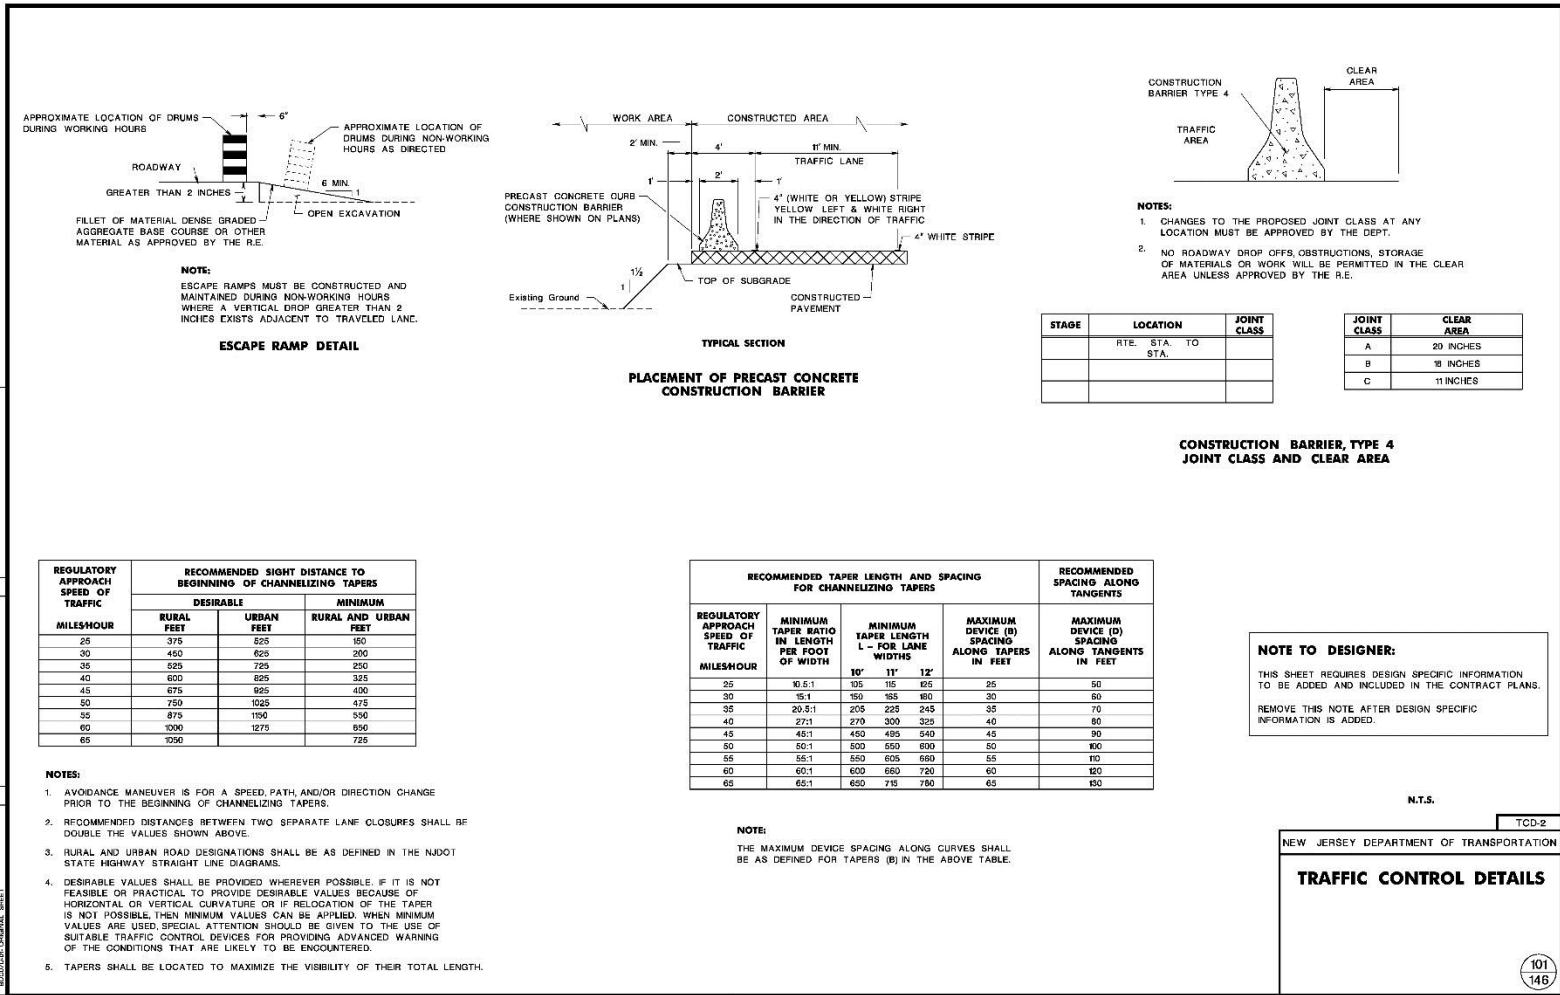 APPROXIMATE LOCATION OF DRUMS
DURING WORKING HOURS
6"
APPROXIMATE LOCATION OF
DRUMS DURING NON-WORKING
HOURS AS DIRECTED
ROADWAY
GREATER THAN 2 INCHES
6 MIN.
1
OPEN EXCAVATION
FILLET OF MATERIAL DENSE GRADED
AGGREGATE BASE COURSE OR OTHER
MATERIAL AS APPROVED BY THE R.E.
NOTE:
ESCAPE RAMPS MUST BE CONSTRUCTED AND
MAINTAINED DURING NON-WORKING HOURS
WHERE A VERTICAL DROP GREATER THAN 2
INCHES EXISTS ADJACENT TO TRAVELED LANE.
ESCAPE RAMP DETAIL
WORK AREA
CONSTRUCTED AREA
2' MIN.
4'
11' MIN.
TRAFFIC LANE
1'
2'
1'
PRECAST CONCRETE CURB
CONSTRUCTION BARRIER
(WHERE SHOWN ON PLANS)
4" (WHITE OR YELLOW) STRIPE
YELLOW LEFT & WHITE RIGHT
IN THE DIRECTION OF TRAFFIC
4" WHITE STRIPE
1½
1
TOP OF SUBGRADE
Existing Ground
CONSTRUCTED
PAVEMENT
TYPICAL SECTION
PLACEMENT OF PRECAST CONCRETE
CONSTRUCTION BARRIER
CONSTRUCTION
BARRIER TYPE 4
CLEAR
AREA
TRAFFIC
AREA
NOTES:
1. CHANGES TO THE PROPOSED JOINT CLASS AT ANY
LOCATION MUST BE APPROVED BY THE DEPT.
2. NO ROADWAY DROP OFFS, OBSTRUCTIONS, STORAGE
OF MATERIALS OR WORK WILL BE PERMITTED IN THE CLEAR
AREA UNLESS APPROVED BY THE R.E.
STAGE LOCATION JOINT CLASS
RTE. STA. TO
STA.
JOINT CLASS CLEAR AREA
A 20 INCHES
B 18 INCHES
C 11 INCHES
CONSTRUCTION BARRIER, TYPE 4
JOINT CLASS AND CLEAR AREA
REGULATORY
APPROACH
SPEED OF
TRAFFIC
MILES/HOUR
RECOMMENDED SIGHT DISTANCE TO
BEGINNING OF CHANNELIZING TAPERS
DESIRABLE MINIMUM
RURAL FEET URBAN FEET RURAL AND URBAN FEET
25 375 525 150
30 450 625 200
35 525 725 250
40 600 825 325
45 675 925 400
50 750 1025 475
55 875 1150 550
60 1000 1275 650
65 1050 725
NOTES:
1. AVOIDANCE MANEUVER IS FOR A SPEED, PATH, AND/OR DIRECTION CHANGE
PRIOR TO THE BEGINNING OF CHANNELIZING TAPERS.
2. RECOMMENDED DISTANCES BETWEEN TWO SEPARATE LANE CLOSURES SHALL BE
DOUBLE THE VALUES SHOWN ABOVE.
3. RURAL AND URBAN ROAD DESIGNATIONS SHALL BE AS DEFINED IN THE NJDOT
STATE HIGHWAY STRAIGHT LINE DIAGRAMS.
4. DESIRABLE VALUES SHALL BE PROVIDED WHEREVER POSSIBLE. IF IT IS NOT
FEASIBLE OR PRACTICAL TO PROVIDE DESIRABLE VALUES BECAUSE OF
HORIZONTAL OR VERTICAL CURVATURE OR IF RELOCATION OF THE TAPER
IS NOT POSSIBLE, THEN MINIMUM VALUES CAN BE APPLIED. WHEN MINIMUM
VALUES ARE USED, SPECIAL ATTENTION SHOULD BE GIVEN TO THE USE OF
SUITABLE TRAFFIC CONTROL DEVICES FOR PROVIDING ADVANCED WARNING
OF THE CONDITIONS THAT ARE LIKELY TO BE ENCOUNTERED.
5. TAPERS SHALL BE LOCATED TO MAXIMIZE THE VISIBILITY OF THEIR TOTAL LENGTH.
RECOMMENDED TAPER LENGTH AND SPACING
FOR CHANNELIZING TAPERS
RECOMMENDED
SPACING ALONG
TANGENTS
REGULATORY
APPROACH
SPEED OF
TRAFFIC
MILES/HOUR
MINIMUM
TAPER RATIO
IN LENGTH
PER FOOT
OF WIDTH
MINIMUM
TAPER LENGTH
L - FOR LANE
WIDTHS
10' 11' 12'
MAXIMUM
DEVICE (B)
SPACING
ALONG TAPERS
IN FEET
MAXIMUM
DEVICE (D)
SPACING
ALONG TANGENTS
IN FEET
25 10.5:1 105 115 125 25 50
30 15:1 150 165 180 30 60
35 20.5:1 205 225 245 35 70
40 27:1 270 300 325 40 80
45 45:1 450 495 540 45 90
50 50:1 500 550 600 50 100
55 55:1 550 605 660 55 110
60 60:1 600 660 720 60 120
65 65:1 650 715 780 65 130
NOTE:
THE MAXIMUM DEVICE SPACING ALONG CURVES SHALL
BE AS DEFINED FOR TAPERS (B) IN THE ABOVE TABLE.
NOTE TO DESIGNER:
THIS SHEET REQUIRES DESIGN SPECIFIC INFORMATION
TO BE ADDED AND INCLUDED IN THE CONTRACT PLANS.
REMOVE THIS NOTE AFTER DESIGN SPECIFIC
INFORMATION IS ADDED.
N.T.S.
TCD-2
NEW JERSEY DEPARTMENT OF TRANSPORTATION
TRAFFIC CONTROL DETAILS
101
146